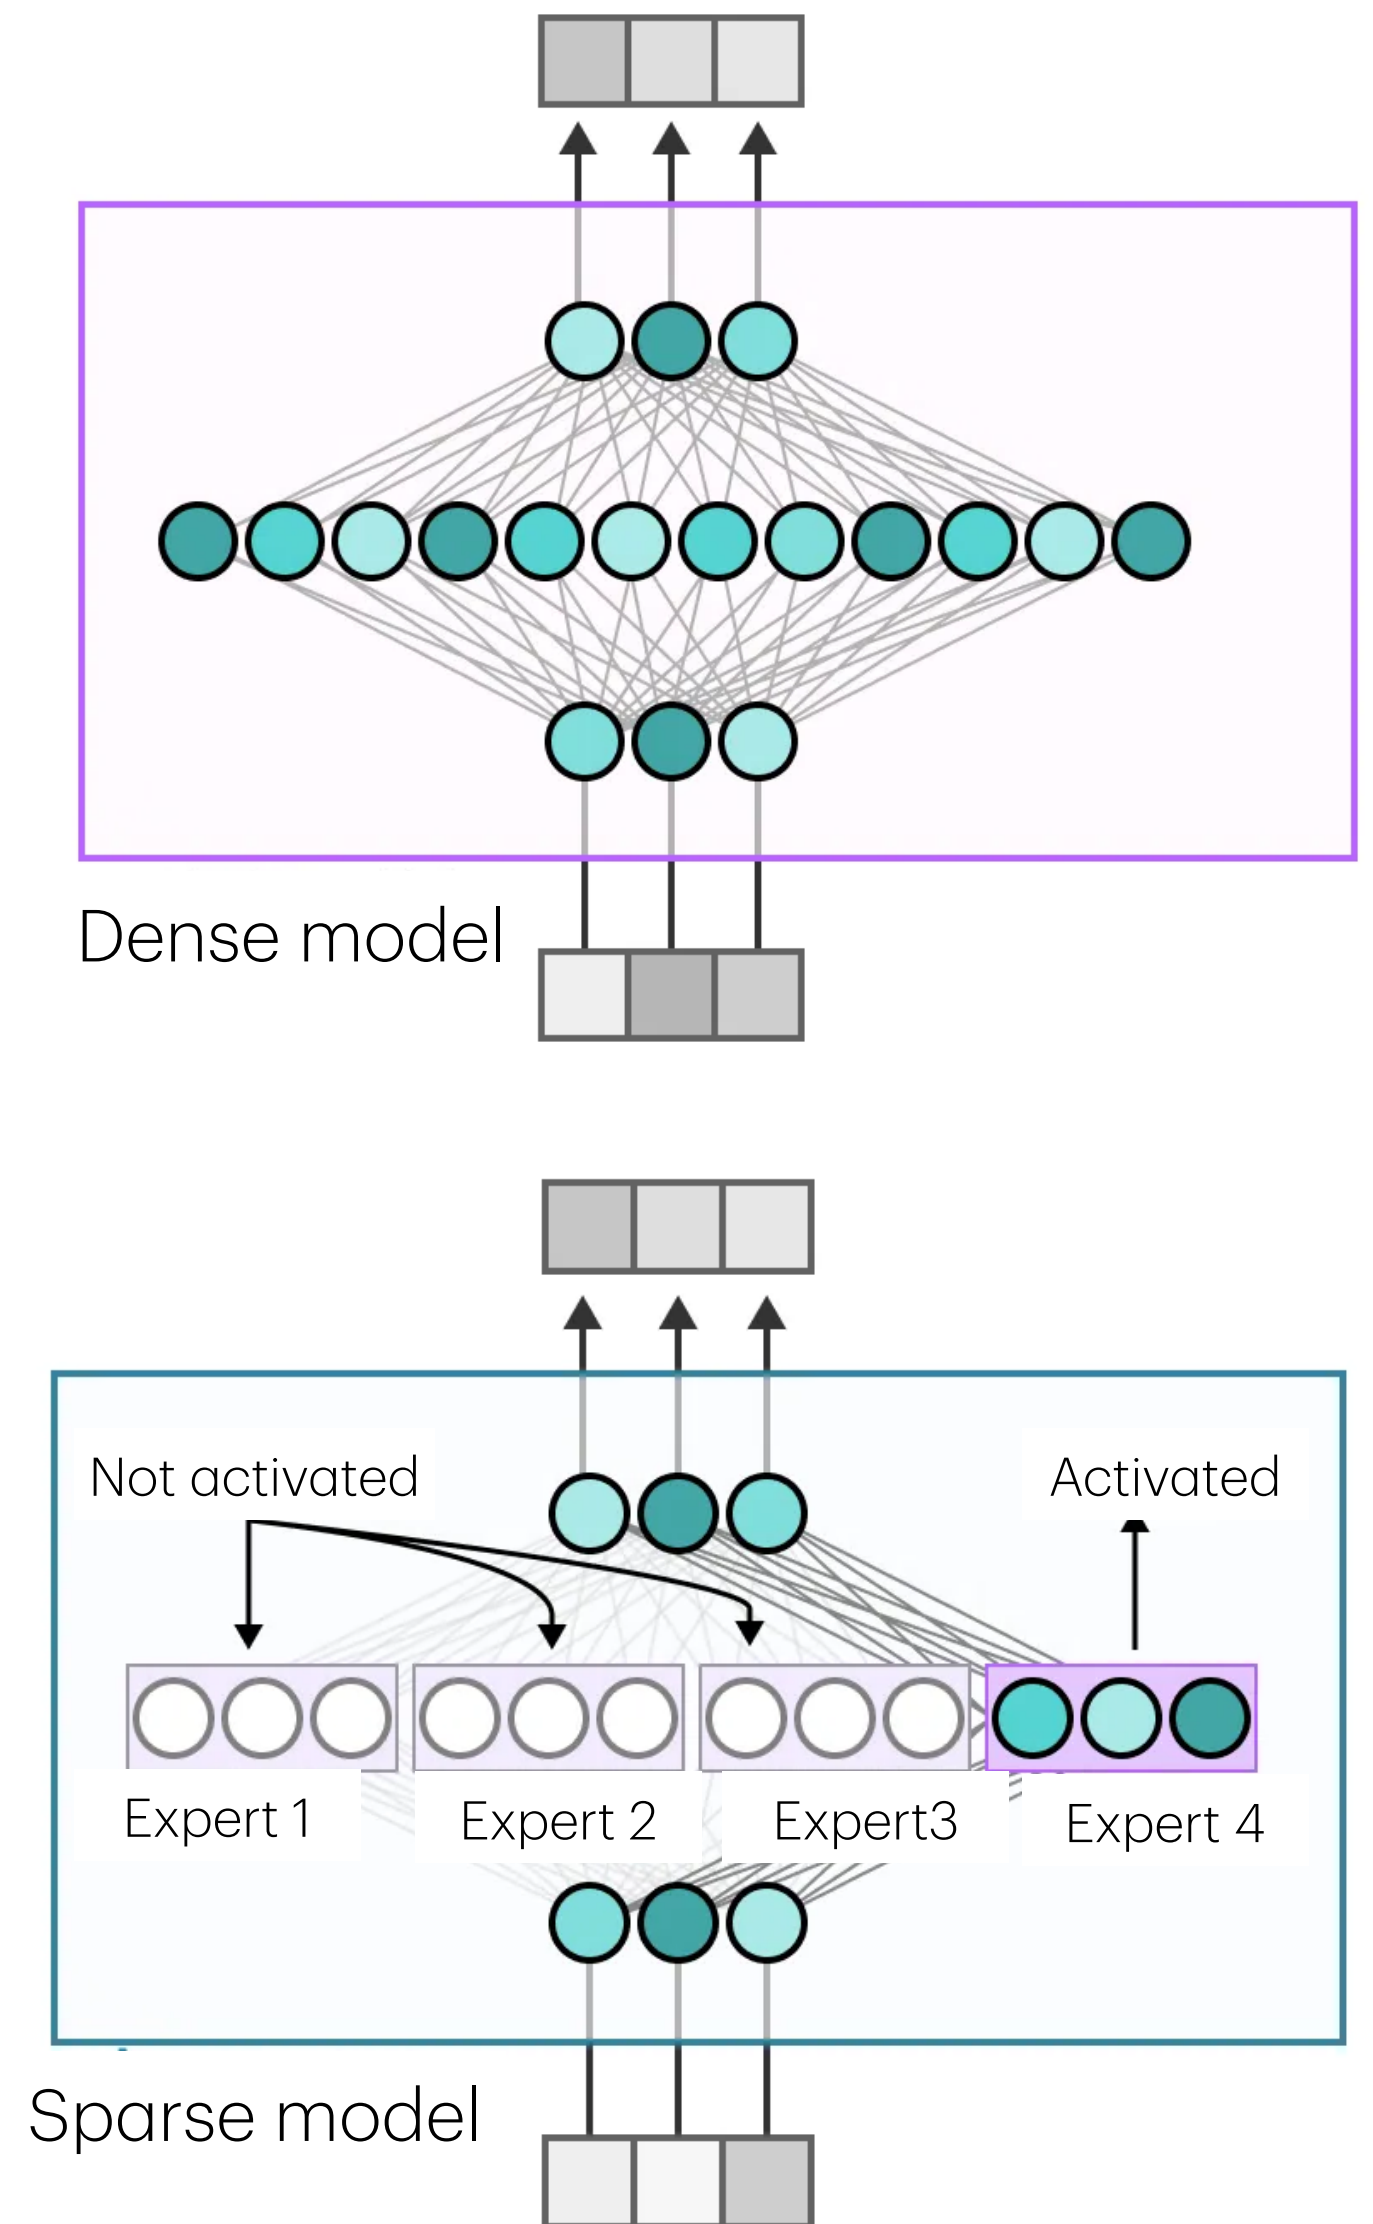 Dense model
Not activated
Activated
Expert 1
Expert 2
Expert3
Expert 4
Sparse model